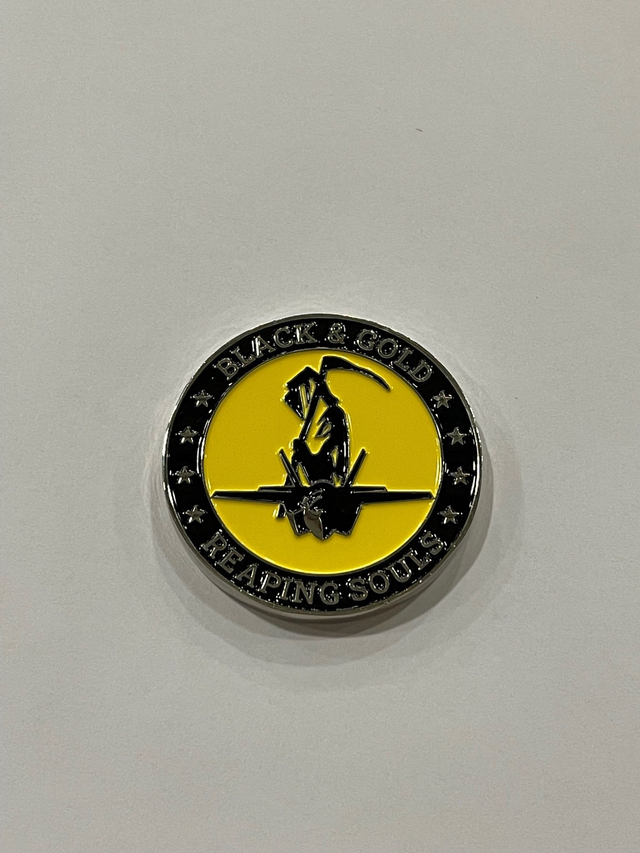 BLACK & GOLD
REAPING SOULS